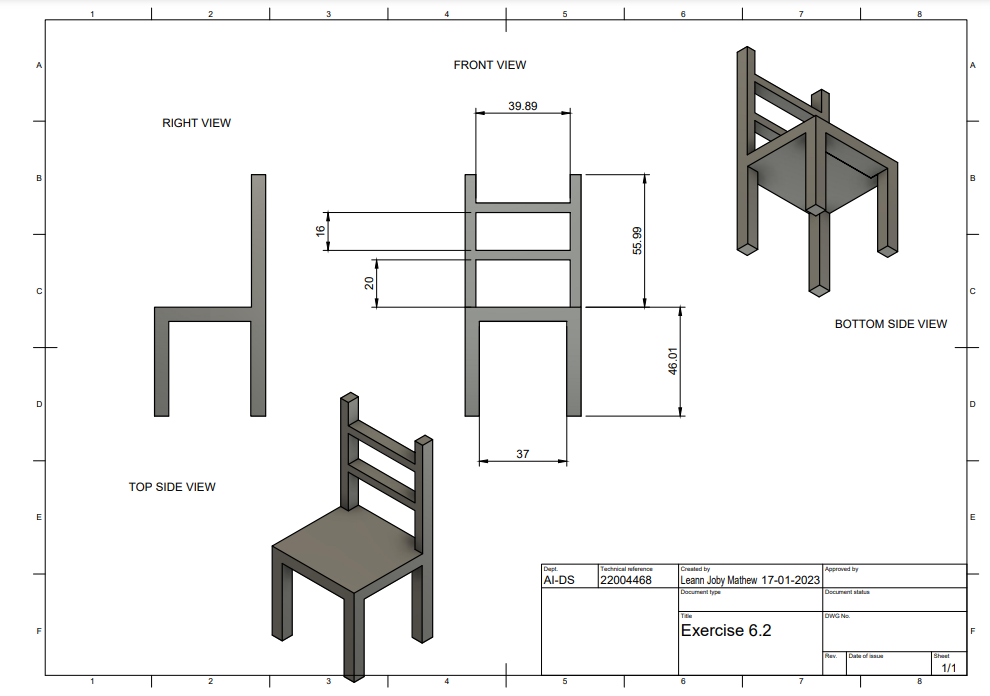 1 2 3 4 5 6 7 8
A A
FRONT VIEW
39.89
RIGHT VIEW
B B
16
55.99
20
C C
BOTTOM SIDE VIEW
46.01
D D
37
TOP SIDE VIEW
E E
Dept. Technical reference Created by Approved by
AI-DS 22004468 Leann Joby Mathew 17-01-2023
Document type Document status
Title DWG No.
Exercise 6.2
F F
Rev. Date of issue Sheet
1/1
1 2 3 4 5 6 7 8